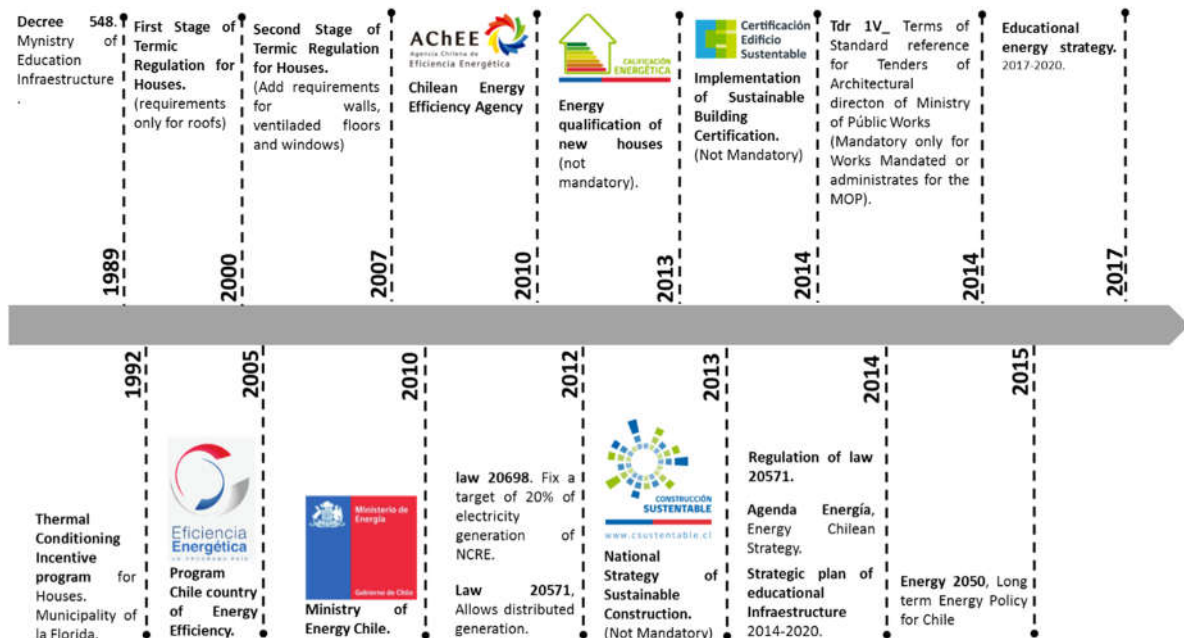 Decree 548.
Mynistry of
Education
Infraestructure
.
1989
First Stage of
Termic
Regulation for
Houses.
(requirements
only for roofs)
2000
Second Stage of
Termic Regulation
for Houses.
(Add requirements
for walls,
ventiladed floors
and windows)
2007
AChEE
Agencia Chilena de
Eficiencia Energética
Chilean Energy
Efficiency Agency
2010
CALIFICACIÓN
ENERGÉTICA
Energy
qualification of
new houses
(not
mandatory).
2013
Certificación
Edificio
Sustentable
Implementation
of Sustainable
Building
Certification.
(Not Mandatory)
2014
Tdr 1V_ Terms of
Standard reference
for Tenders of
Architectural
directon of Ministry
of Públic Works
(Mandatory only for
Works Mandated or
administrates for the
MOP).
2014
Educational
energy strategy.
2017-2020.
2017
1992
Thermal
Conditioning
Incentive
program for
Houses.
Municipality of
la Florida.
2005
Eficiencia
Energética
UN PROGRAMA PAÍS
Program
Chile country
of Energy
Efficiency.
2010
Ministerio de
Energía
Gobierno de Chile
Ministry of
Energy Chile.
2012
law 20698. Fix a
target of 20% of
electricity
generation of
NCRE.
Law 20571,
Allows distributed
generation.
2013
CONSTRUCCIÓN
SUSTENTABLE
www.csustentable.cl
National
Strategy of
Sustainable
Construction.
(Not Mandatory)
2014
Regulation of law
20571.
Agenda Energía,
Energy Chilean
Strategy.
Strategic plan of
educational
Infraestructure
2014-2020.
2015
Energy 2050, Long
term Energy Policy
for Chile